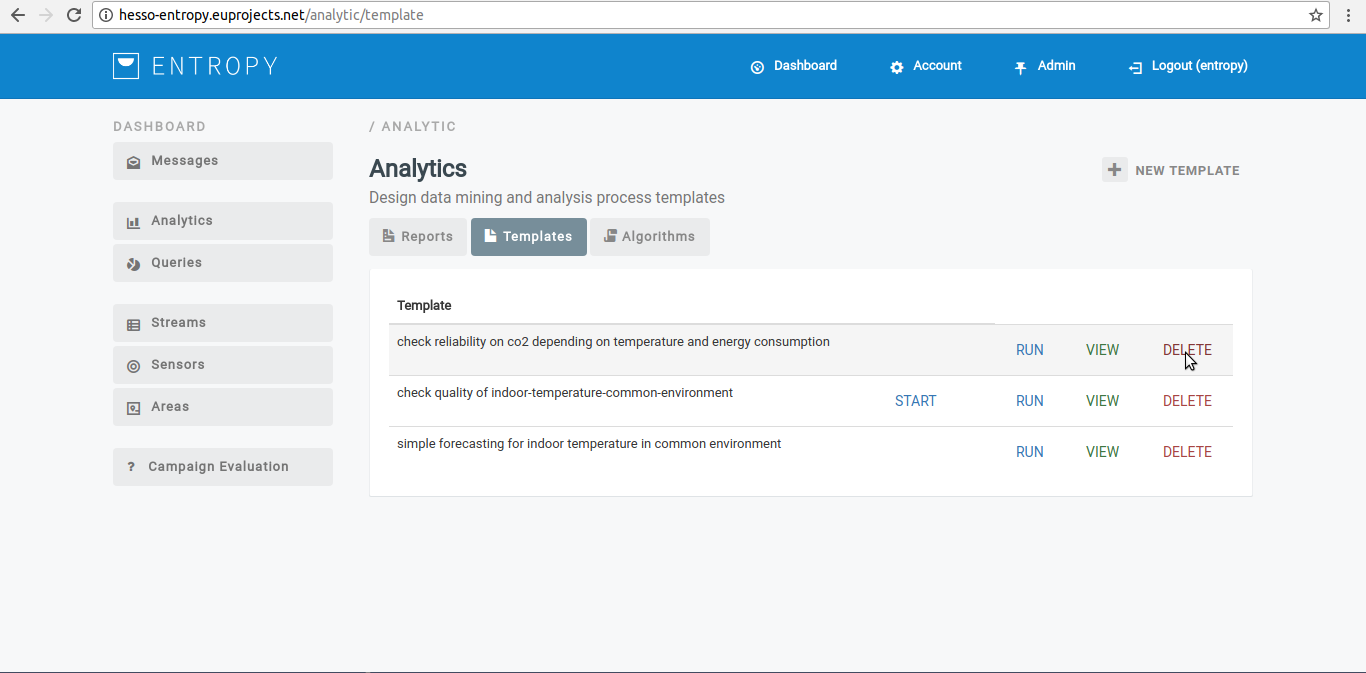 hesso-entropy.euprojects.net/analytic/template
ENTROPY
Dashboard
Account
Admin
Logout (entropy)
DASHBOARD
Messages
Analytics
Queries
Streams
Sensors
Areas
? Campaign Evaluation
/ ANALYTIC
Analytics
NEW TEMPLATE
Design data mining and analysis process templates
Reports
Templates
Algorithms
Template
check reliability on co2 depending on temperature and energy consumption RUN VIEW DELETE
check quality of indoor-temperature-common-environment START RUN VIEW DELETE
simple forecasting for indoor temperature in common environment RUN VIEW DELETE